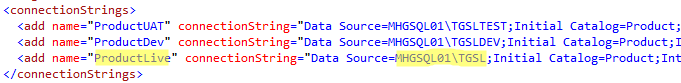 <connectionStrings>
<add name="ProductUAT" connectionString="Data Source=MHGSQL01\TGSLTEST;Initial Catalog=Product;
<add name="ProductDev" connectionString="Data Source=MHGSQL01\TGSLDEV;Initial Catalog=Product;I
<add name="ProductLive" connectionString="Data Source=MHGSQL01\TGSL;Initial Catalog=Product;Int
</connectionStrings>